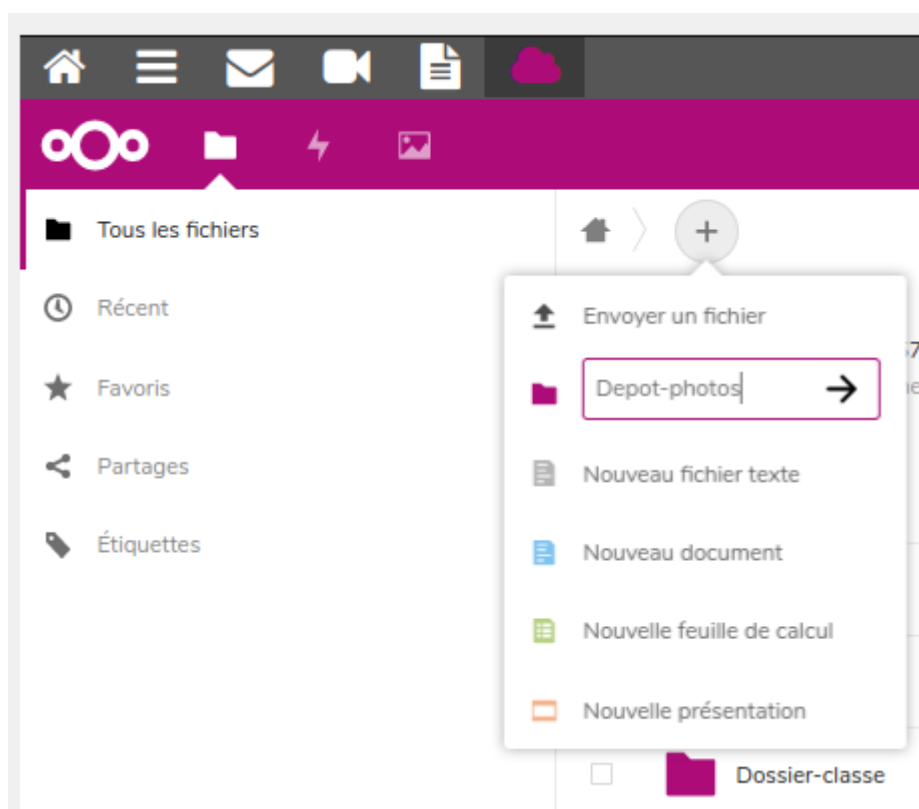 Tous les fichiers
Récent
Favoris
Partages
Étiquettes
+
Envoyer un fichier
Depot-photos
Nouveau fichier texte
Nouveau document
Nouvelle feuille de calcul
Nouvelle présentation
Dossier-classe